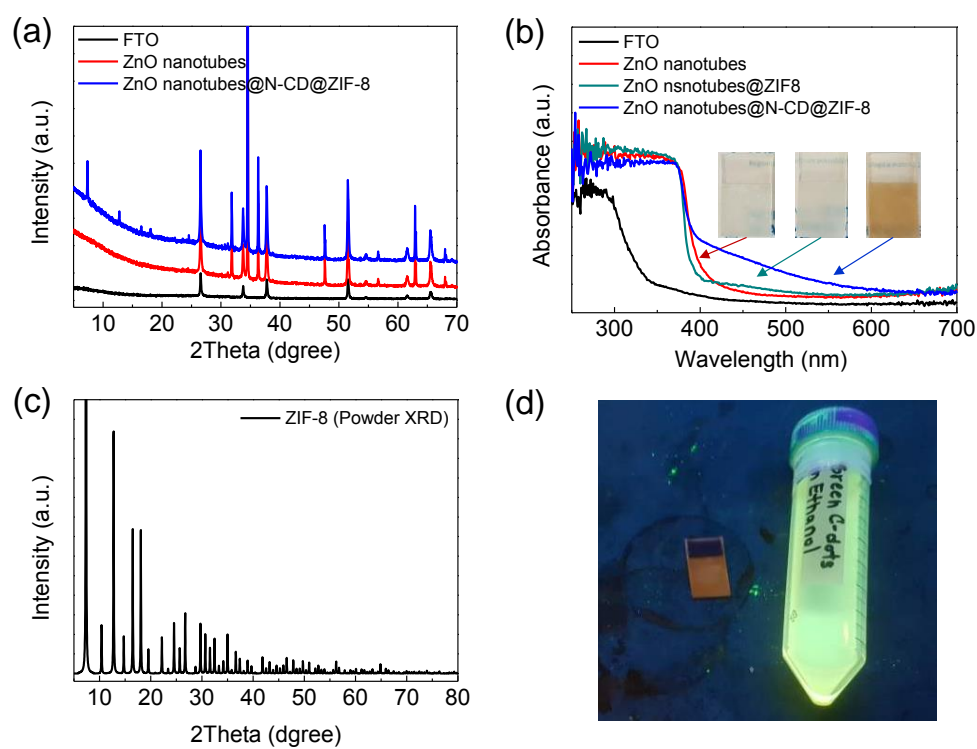 (a)
FTO
ZnO nanotubes
ZnO nanotubes@N-CD@ZIF-8
Intensity (a.u.)
10 20 30 40 50 60 70
2Theta (dgree)
(b)
FTO
ZnO nanotubes
ZnO nsnotubes@ZIF8
ZnO nanotubes@N-CD@ZIF-8
Absorbance (a.u.)
300 400 500 600 700
Wavelength (nm)
(c)
ZIF-8 (Powder XRD)
Intensity (a.u.)
10 20 30 40 50 60 70 80
2Theta (dgree)
(d)
Green C-dots
in Ethanol